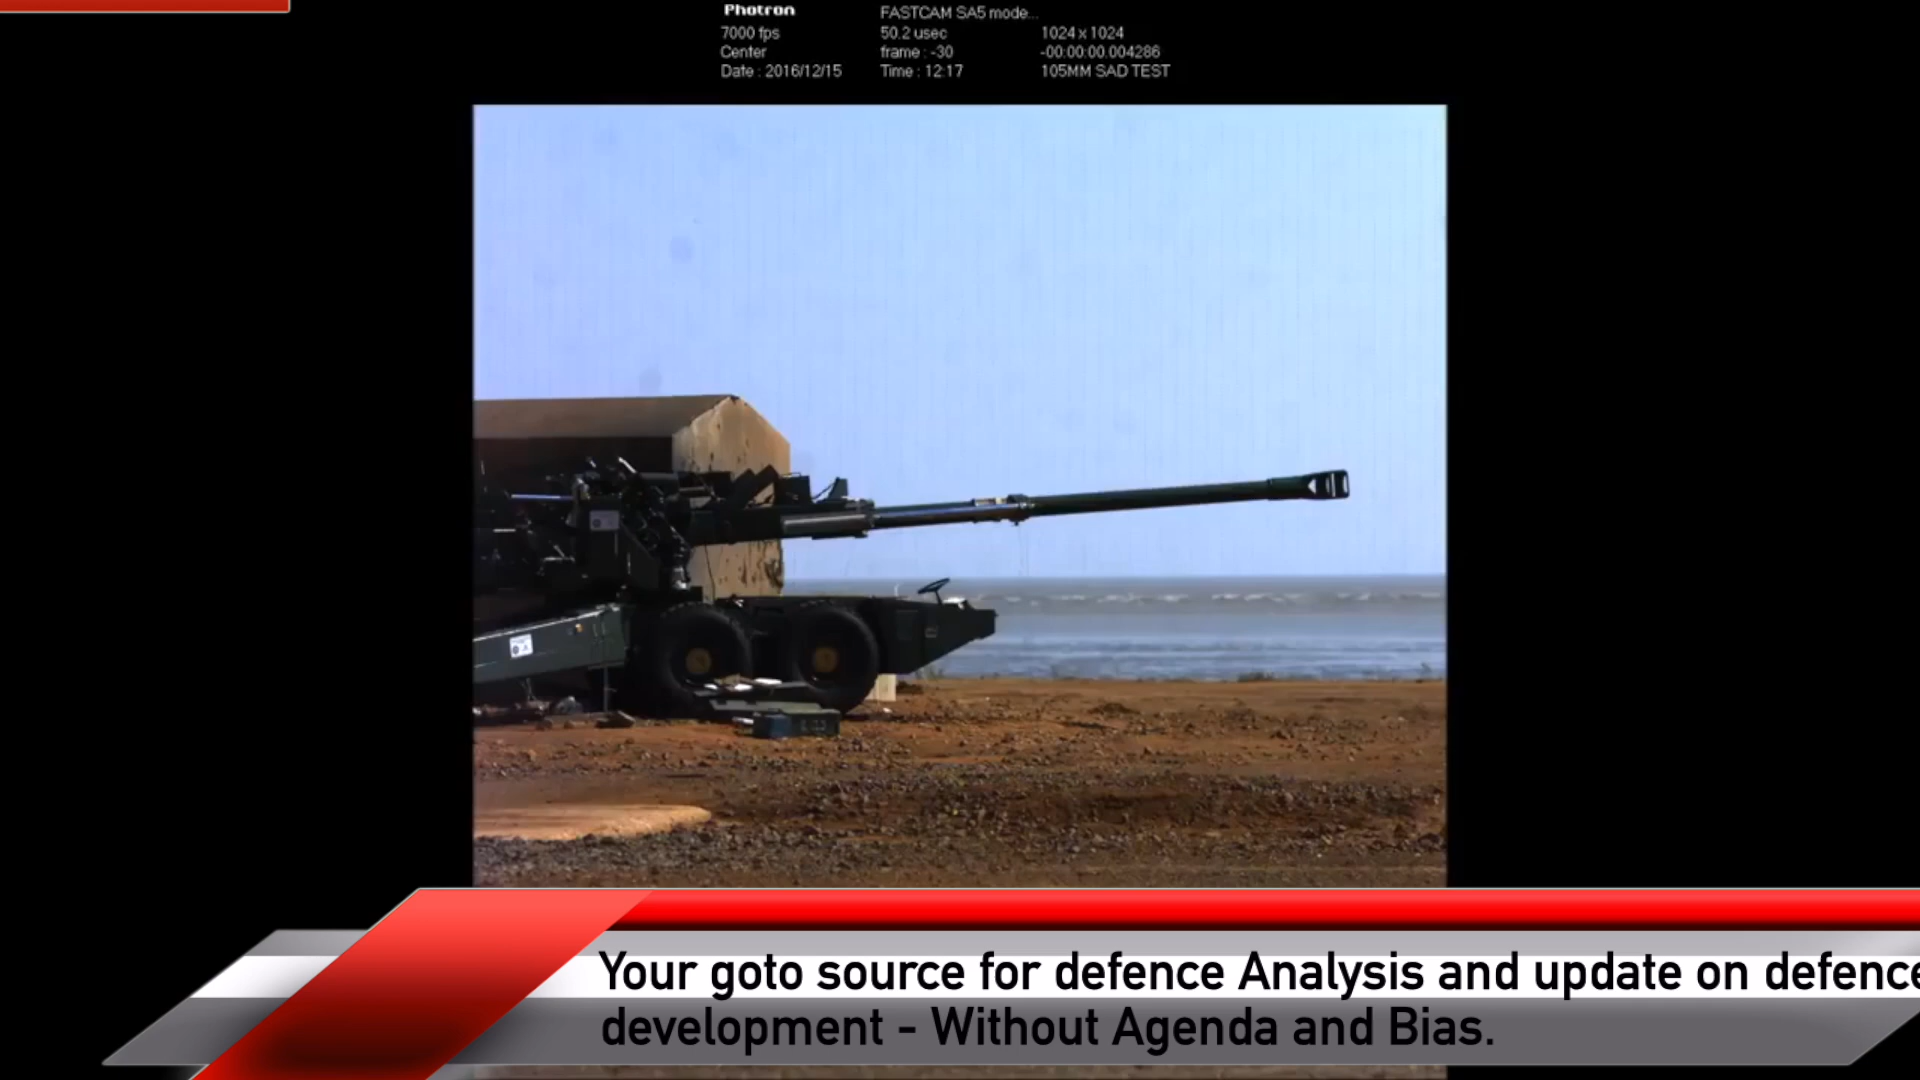 Photron FASTCAM SA5 mode...
7000 fps 50.2 usec 1024 x 1024
Center frame : -30 -00:00:00.004286
Date : 2016/12/15 Time : 12:17 105MM SAD TEST
Your goto source for defence Analysis and update on defence
development - Without Agenda and Bias.